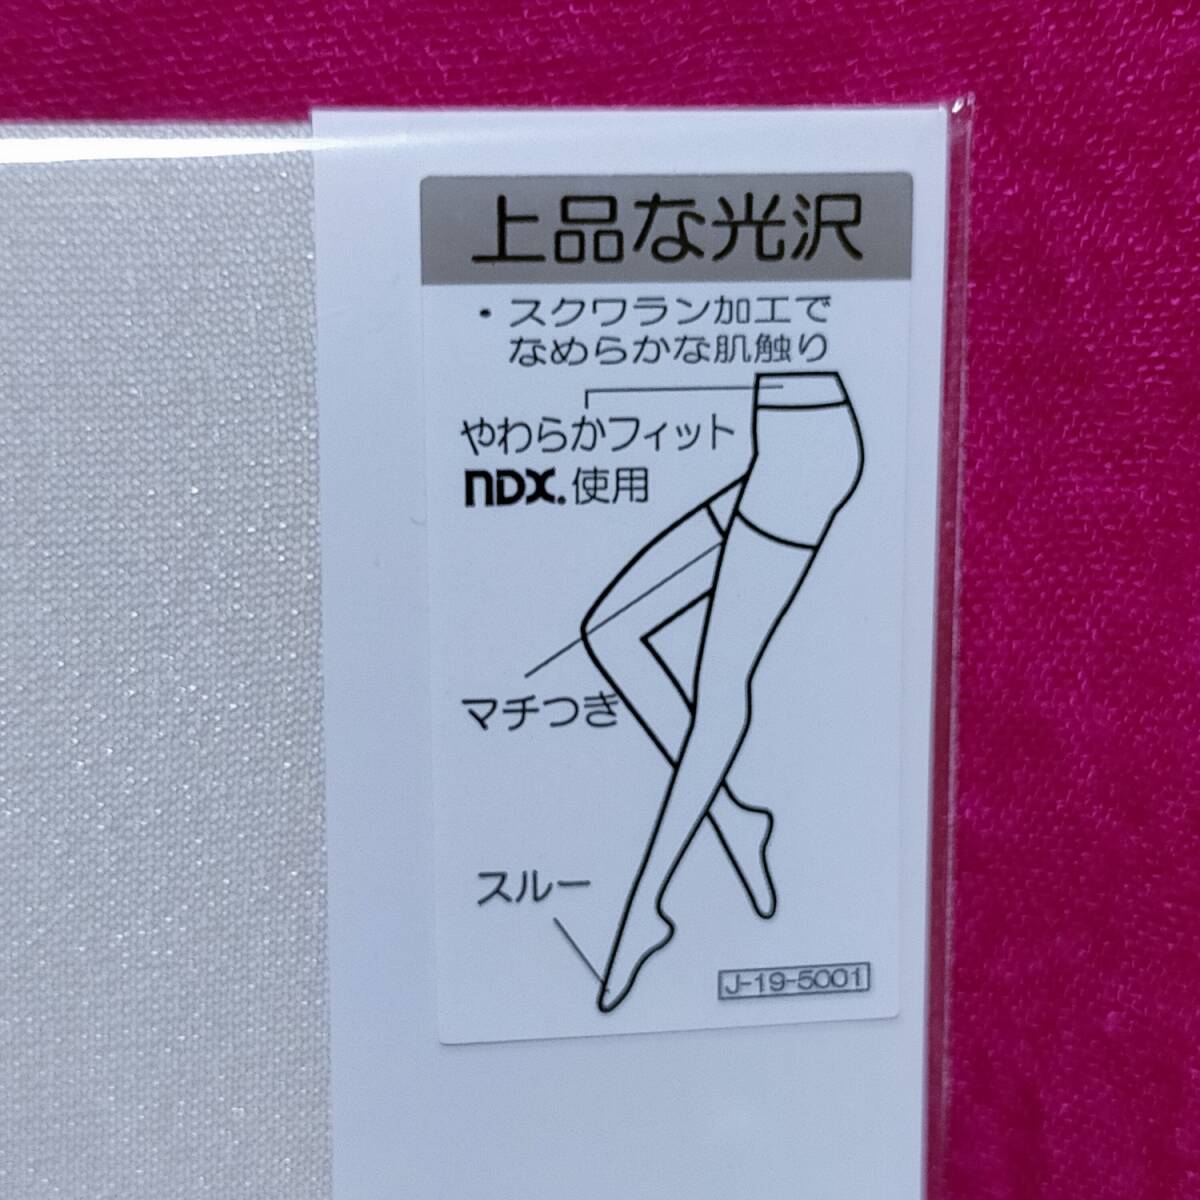 上品な光沢
・スクワラン加工で
なめらかな肌触り
やわらかフィット
NDX.使用
マチつき
スルー
J-19-5001